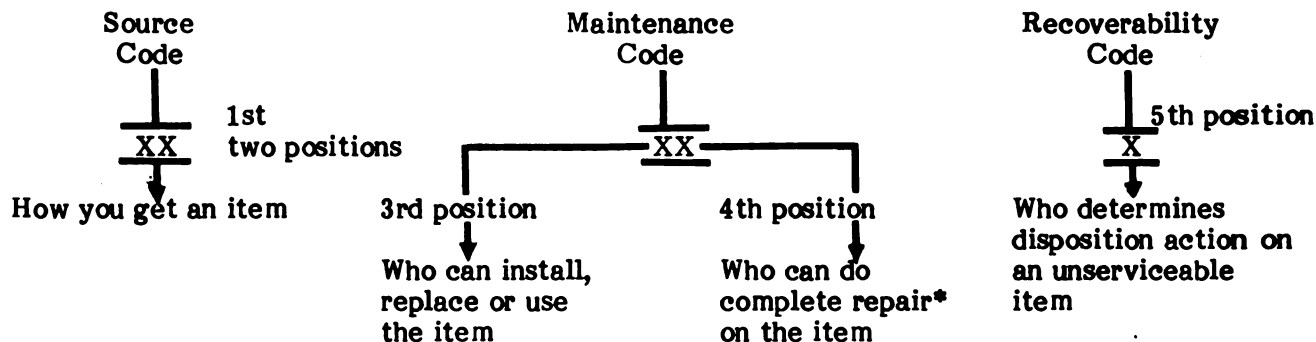 Source
Code
XX
1st
two positions
How you get an item
Maintenance
Code
XX
3rd position
Who can install,
replace or use
the item
4th position
Who can do
complete repair*
on the item
Recoverability
Code
5th position
X
Who determines
disposition action on
an unserviceable
item